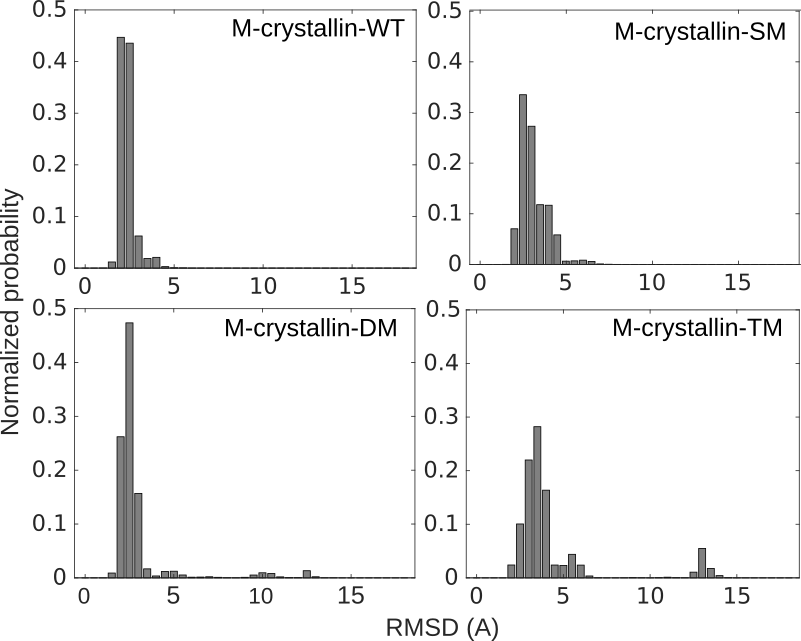 M-crystallin-WT
0.5
0.4
0.3
0.2
0.1
0
0 5 10 15
M-crystallin-SM
0.5
0.4
0.3
0.2
0.1
0
0 5 10 15
Normalized probability
M-crystallin-DM
0.5
0.4
0.3
0.2
0.1
0
0 5 10 15
M-crystallin-TM
0.5
0.4
0.3
0.2
0.1
0
0 5 10 15
RMSD (A)